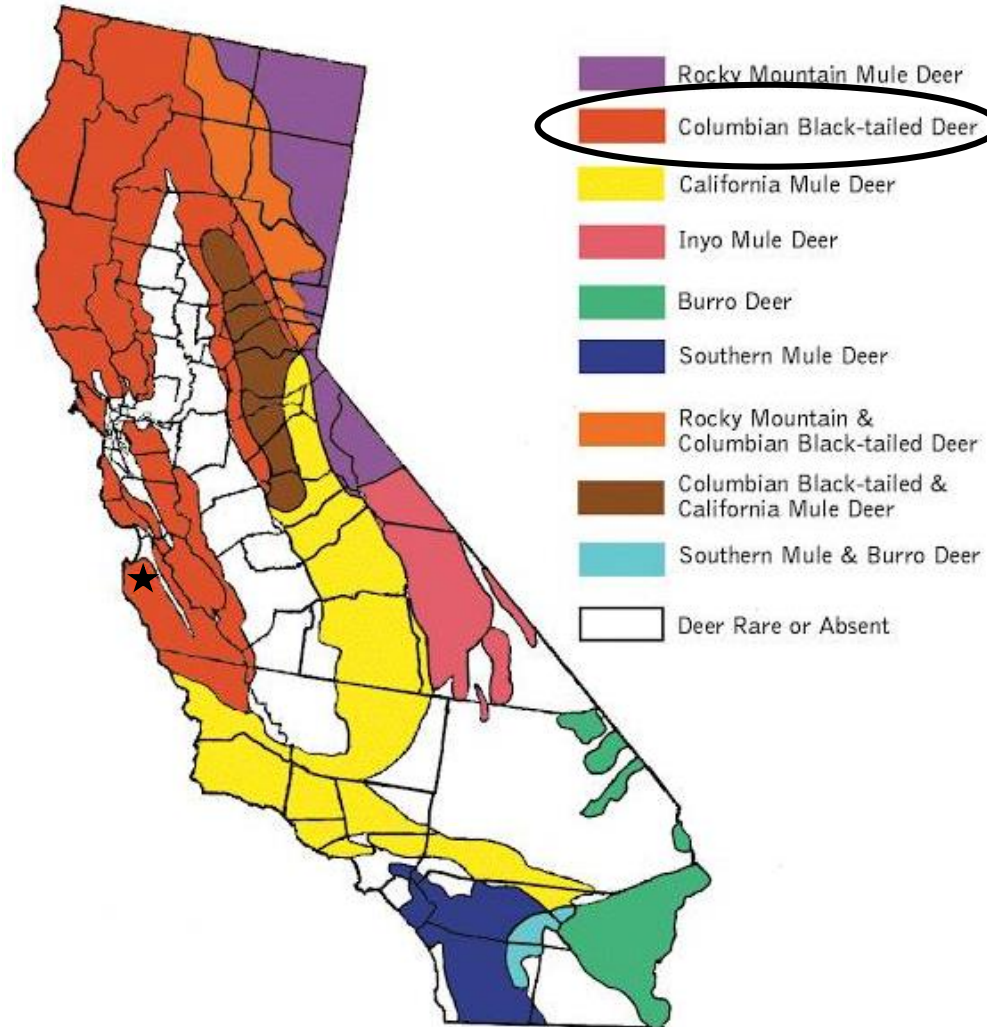 Rocky Mountain Mule Deer
Columbian Black-tailed Deer
California Mule Deer
Inyo Mule Deer
Burro Deer
Southern Mule Deer
Rocky Mountain &
Columbian Black-tailed Deer
Columbian Black-tailed &
California Mule Deer
Southern Mule & Burro Deer
Deer Rare or Absent